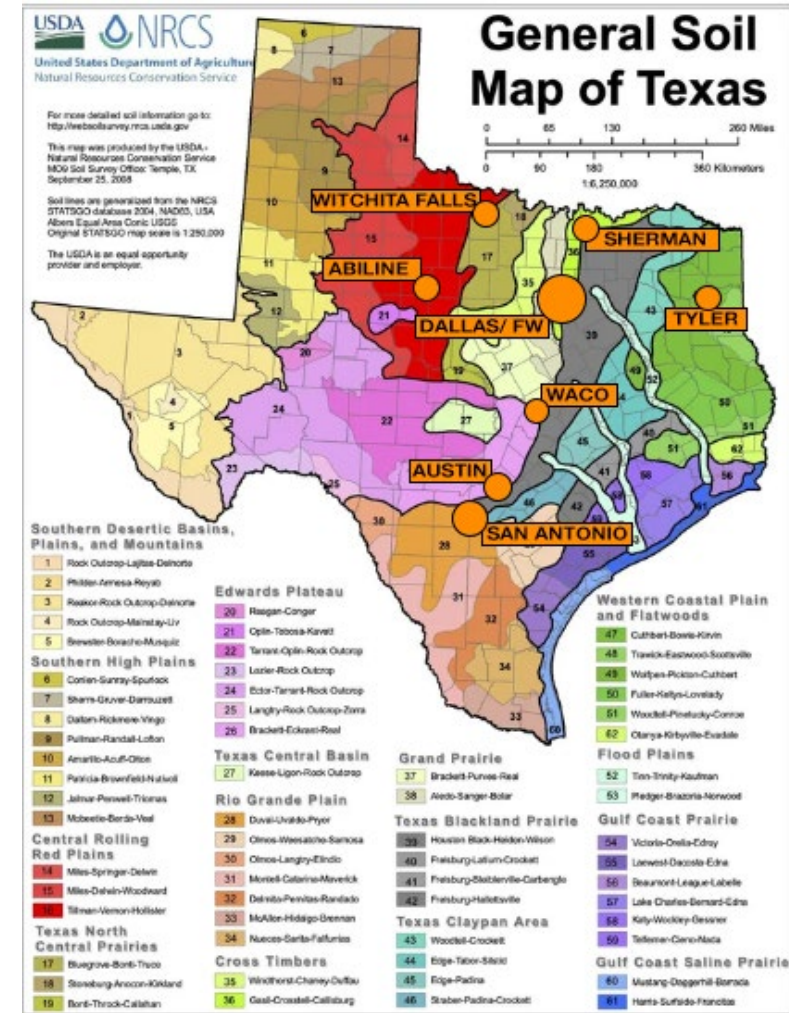 USDA NRCS
United States Department of Agriculture
Natural Resources Conservation Service
General Soil
Map of Texas
For more detailed soil information go to:
http://websoilsurvey.nrcs.usda.gov
This map was produced by the USDA-
Natural Resources Conservation Service
MO9 Soil Survey Office: Temple, TX
September 25, 2008
Soil lines are generalized from the NRCS
STATSGO database 2004, NAD83, USA
Albers Equal Area Conic USGS
Original STATSGO map scale is 1:250,000
The USDA is an equal opportunity
provider and employer.
0 65 130 260 Miles
0 90 180 360 Kilometers
1:6,250,000
WITCHITA FALLS
SHERMAN
ABILINE
DALLAS/ FW
TYLER
WACO
AUSTIN
SAN ANTONIO
Southern Desertic Basins,
Plains, and Mountains
1 Rock Outcrop-Lajitas-Delnorte
2 Philder-Armesa-Reyab
3 Reakor-Rock Outcrop-Delnorte
4 Rock Outcrop-Mainstay-Liv
5 Brewster-Boracho-Musquiz
Southern High Plains
6 Conlen-Sunray-Spurlock
7 Sherm-Gruver-Darrouzett
8 Dallam-Rickmore-Vingo
9 Pullman-Randall-Lofton
10 Amarillo-Acuff-Olton
11 Patricia-Brownfield-Nutivoli
12 Jalmar-Penwell-Triomas
13 Mobeetie-Berda-Veal
Central Rolling
Red Plains
14 Miles-Springer-Delwin
15 Miles-Delwin-Woodward
16 Tillman-Vernon-Hollister
Texas North
Central Prairies
17 Bluegrove-Bonti-Truce
18 Stoneburg-Anocon-Kirkland
19 Bonti-Throck-Callahan
Edwards Plateau
20 Reagan-Conger
21 Oplin-Tobosa-Kavett
22 Tarrant-Oplin-Rock Outcrop
23 Lozier-Rock Outcrop
24 Ector-Tarrant-Rock Outcrop
25 Langtry-Rock Outcrop-Zorra
26 Brackett-Eckrant-Real
Texas Central Basin
27 Keese-Ligon-Rock Outcrop
Rio Grande Plain
28 Duval-Uvalde-Pryor
29 Olmos-Weesatche-Sarnosa
30 Olmos-Langtry-Elindio
31 Montell-Catarina-Maverick
32 Delmita-Pernitas-Randado
33 McAllen-Hidalgo-Brennan
34 Nueces-Sarita-Falfurrias
Cross Timbers
35 Windthorst-Chaney-Duffau
36 Gasil-Crosstell-Callisburg
Grand Prairie
37 Brackett-Purves-Real
38 Aledo-Sanger-Bolar
Texas Blackland Prairie
39 Houston Black-Heiden-Wilson
40 Frelsburg-Latium-Crockett
41 Frelsburg-Bleiblerville-Carbengle
42 Frelsburg-Hallettsville
Texas Claypan Area
43 Woodtell-Crockett
44 Edge-Tabor-Silstid
45 Edge-Padina
46 Straber-Padina-Crockett
Western Coastal Plain
and Flatwoods
47 Cuthbert-Bowie-Kirvin
48 Trawick-Eastwood-Scottsville
49 Wolfpen-Pickton-Cuthbert
50 Fuller-Keltys-Lovelady
51 Woodtell-Pinetucky-Conroe
62 Otanya-Kirbyville-Evadale
Flood Plains
52 Tinn-Trinity-Kaufman
53 Pledger-Brazoria-Norwood
Gulf Coast Prairie
54 Victoria-Orelia-Edroy
55 Laewest-Dacosta-Edna
56 Beaumont-League-Labelle
57 Lake Charles-Bernard-Edna
58 Katy-Wockley-Gessner
59 Telferner-Cieno-Nada
Gulf Coast Saline Prairie
60 Mustang-Daggerhill-Barrada
61 Harris-Surfside-Francitas